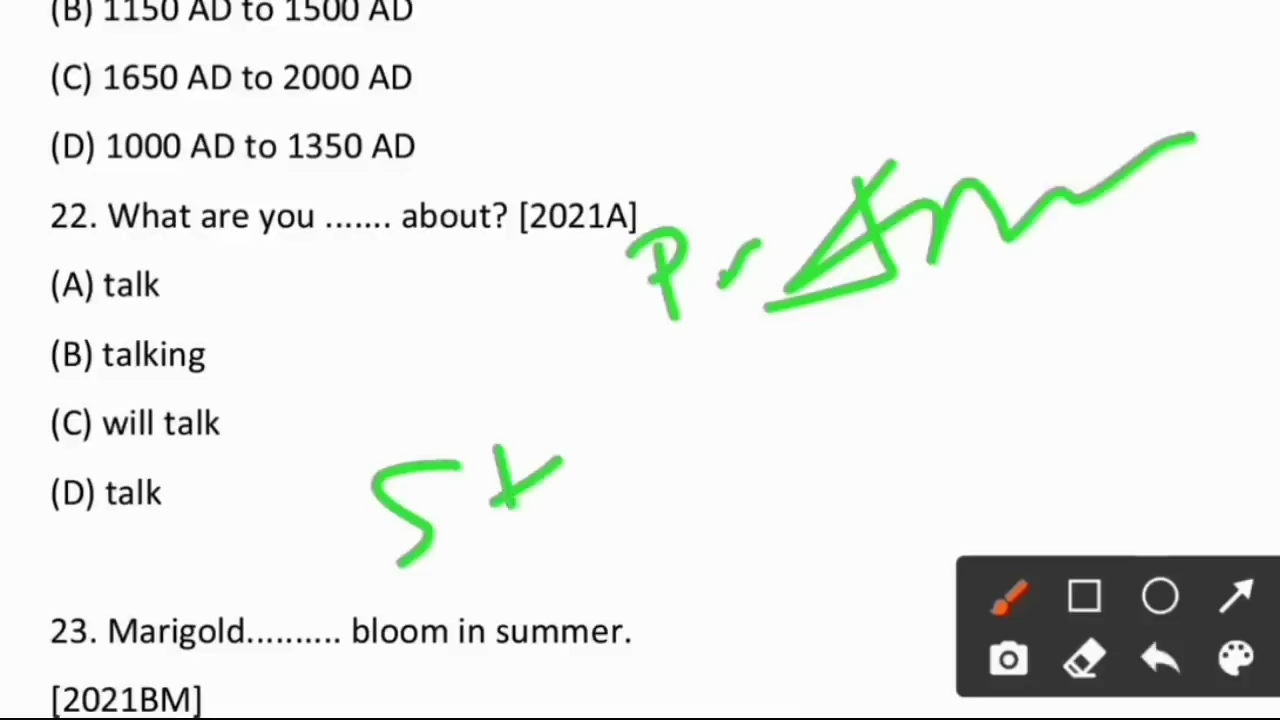 (B) 1150 AD to 1500 AD
(C) 1650 AD to 2000 AD
(D) 1000 AD to 1350 AD
22. What are you ....... about? [2021A]
(A) talk
(B) talking
(C) will talk
(D) talk
23. Marigold.......... bloom in summer.
[2021BM]